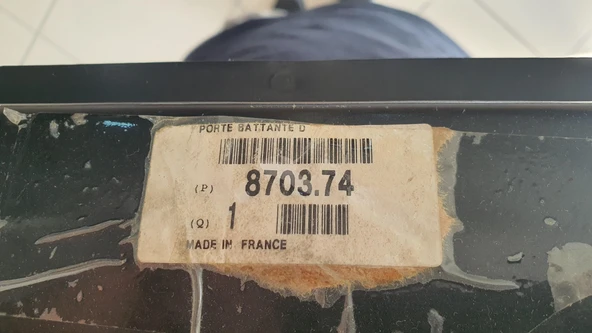 PORTE BATTANTE D
(P) 8703.74
(Q) 1
MADE IN FRANCE